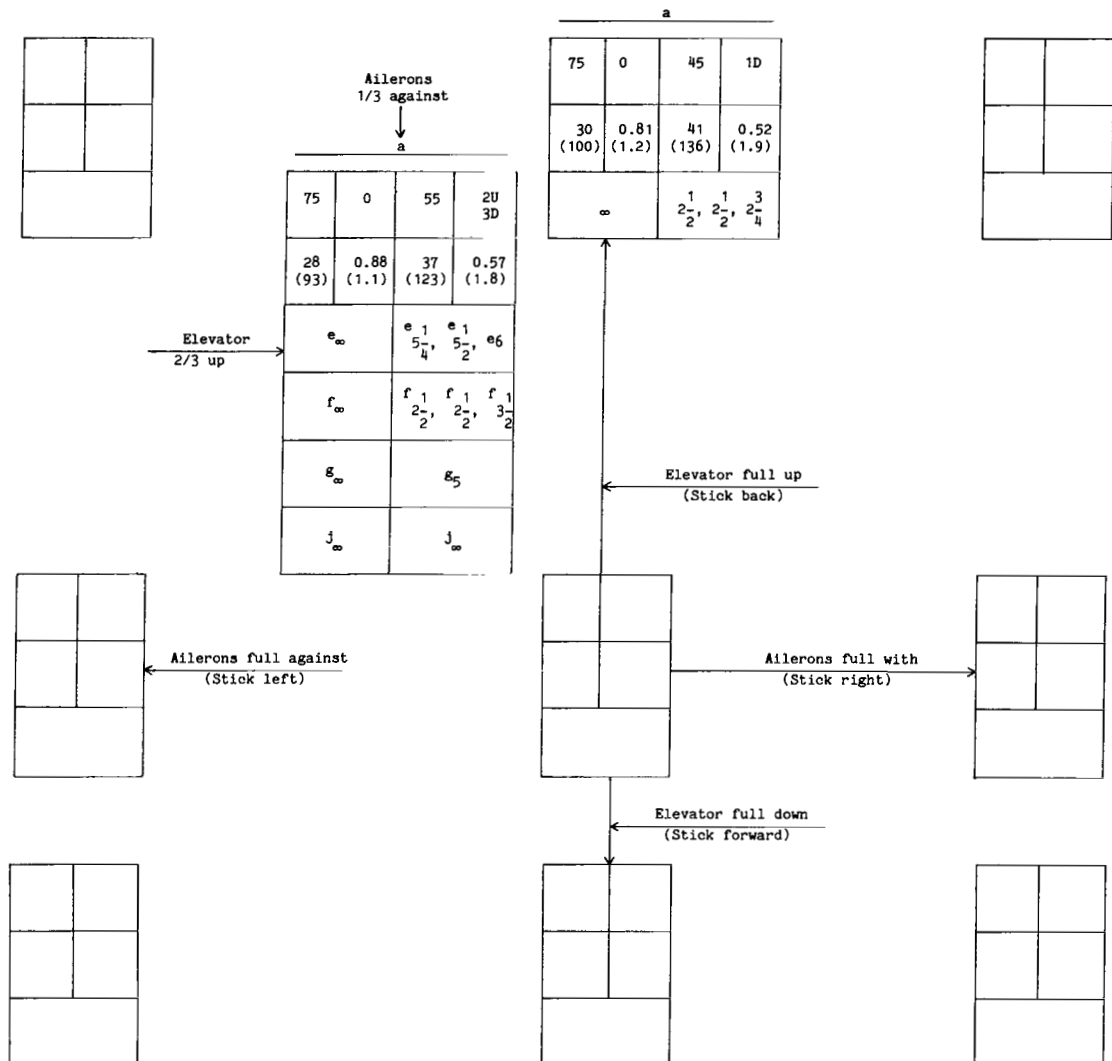 a
75 0 45 1D
30 0.81 41 0.52
(100) (1.2) (136) (1.9)
∞ 2 1/2, 2 1/2, 2 3/4
Ailerons
1/3 against
a
75 0 55 2U
3D
28 0.88 37 0.57
(93) (1.1) (123) (1.8)
Elevator
2/3 up
e∞ e 5 1/4, e 5 1/2, e6
f∞ f 2 1/2, f 2 1/2, f 3 1/2
g∞ g5
j∞ j∞
Elevator full up
(Stick back)
Ailerons full against
(Stick left)
Ailerons full with
(Stick right)
Elevator full down
(Stick forward)